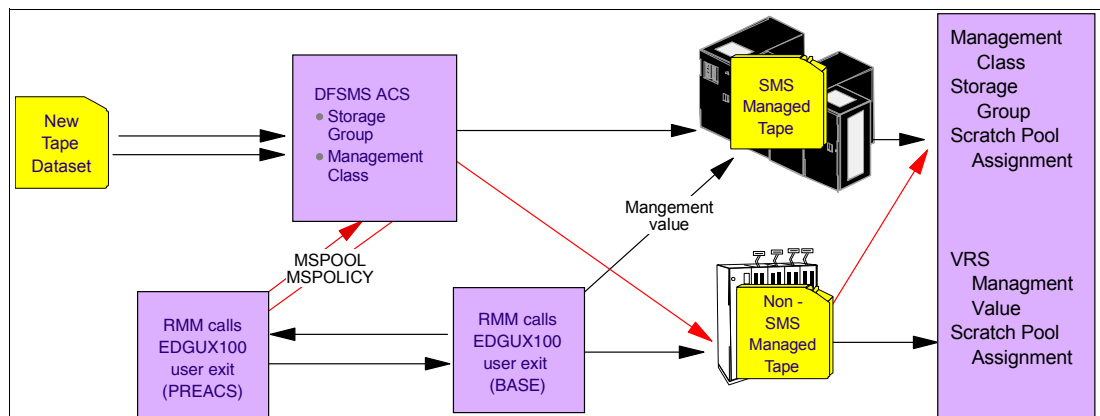 New
Tape
Dataset
DFSMS ACS
• Storage
Group
• Management
Class
SMS
Managed
Tape
Management
Class
Storage
Group
Scratch Pool
Assignment
Mangement
value
MSPOOL
MSPOLICY
RMM calls
EDGUX100
user exit
(PREACS)
RMM calls
EDGUX100
user exit
(BASE)
Non -
SMS
Managed
Tape
VRS
Managment
Value
Scratch Pool
Assignment